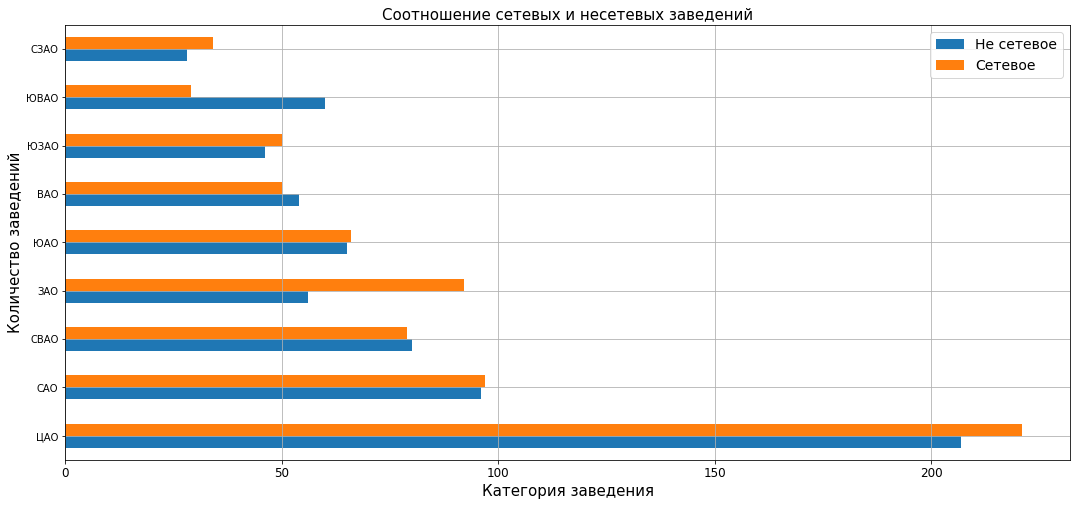 Соотношение сетевых и несетевых заведений
Не сетевое
Сетевое
Количество заведений
СЗАО
ЮВАО
ЮЗАО
ВАО
ЮАО
ЗАО
СВАО
САО
ЦАО
0 50 100 150 200
Категория заведения